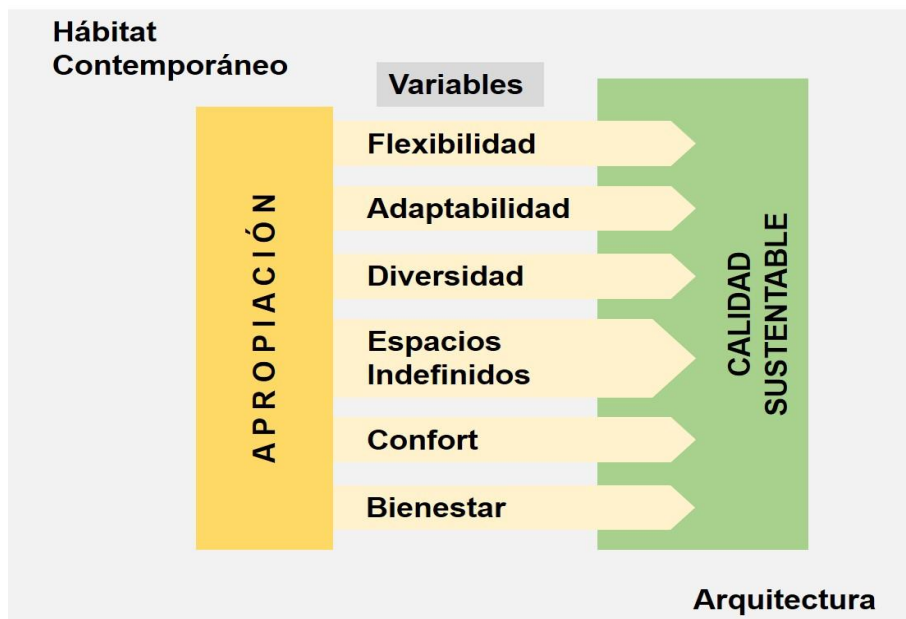 Hábitat
Contemporáneo
Variables
APROPIACIÓN
Flexibilidad
Adaptabilidad
Diversidad
Espacios
Indefinidos
Confort
Bienestar
CALIDAD
SUSTENTABLE
Arquitectura